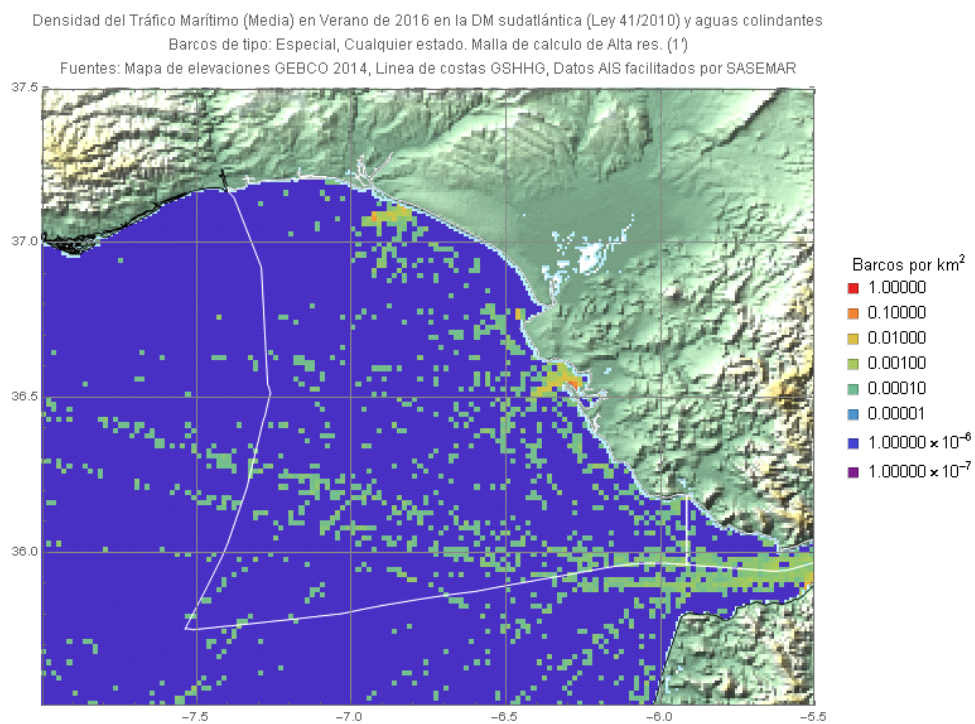 Densidad del Tráfico Marítimo (Media) en Verano de 2016 en la DM sudatlántica (Ley 41/2010) y aguas colindantes
Barcos de tipo: Especial, Cualquier estado. Malla de calculo de Alta res. (1')
Fuentes: Mapa de elevaciones GEBCO 2014, Linea de costas GSHHG, Datos AIS facilitados por SASEMAR
37.5
37.0
36.5
36.0
−7.5
−7.0
−6.5
−6.0
−5.5
Barcos por km²
1.00000
0.10000
0.01000
0.00100
0.00010
0.00001
1.00000 × 10⁻⁶
1.00000 × 10⁻⁷